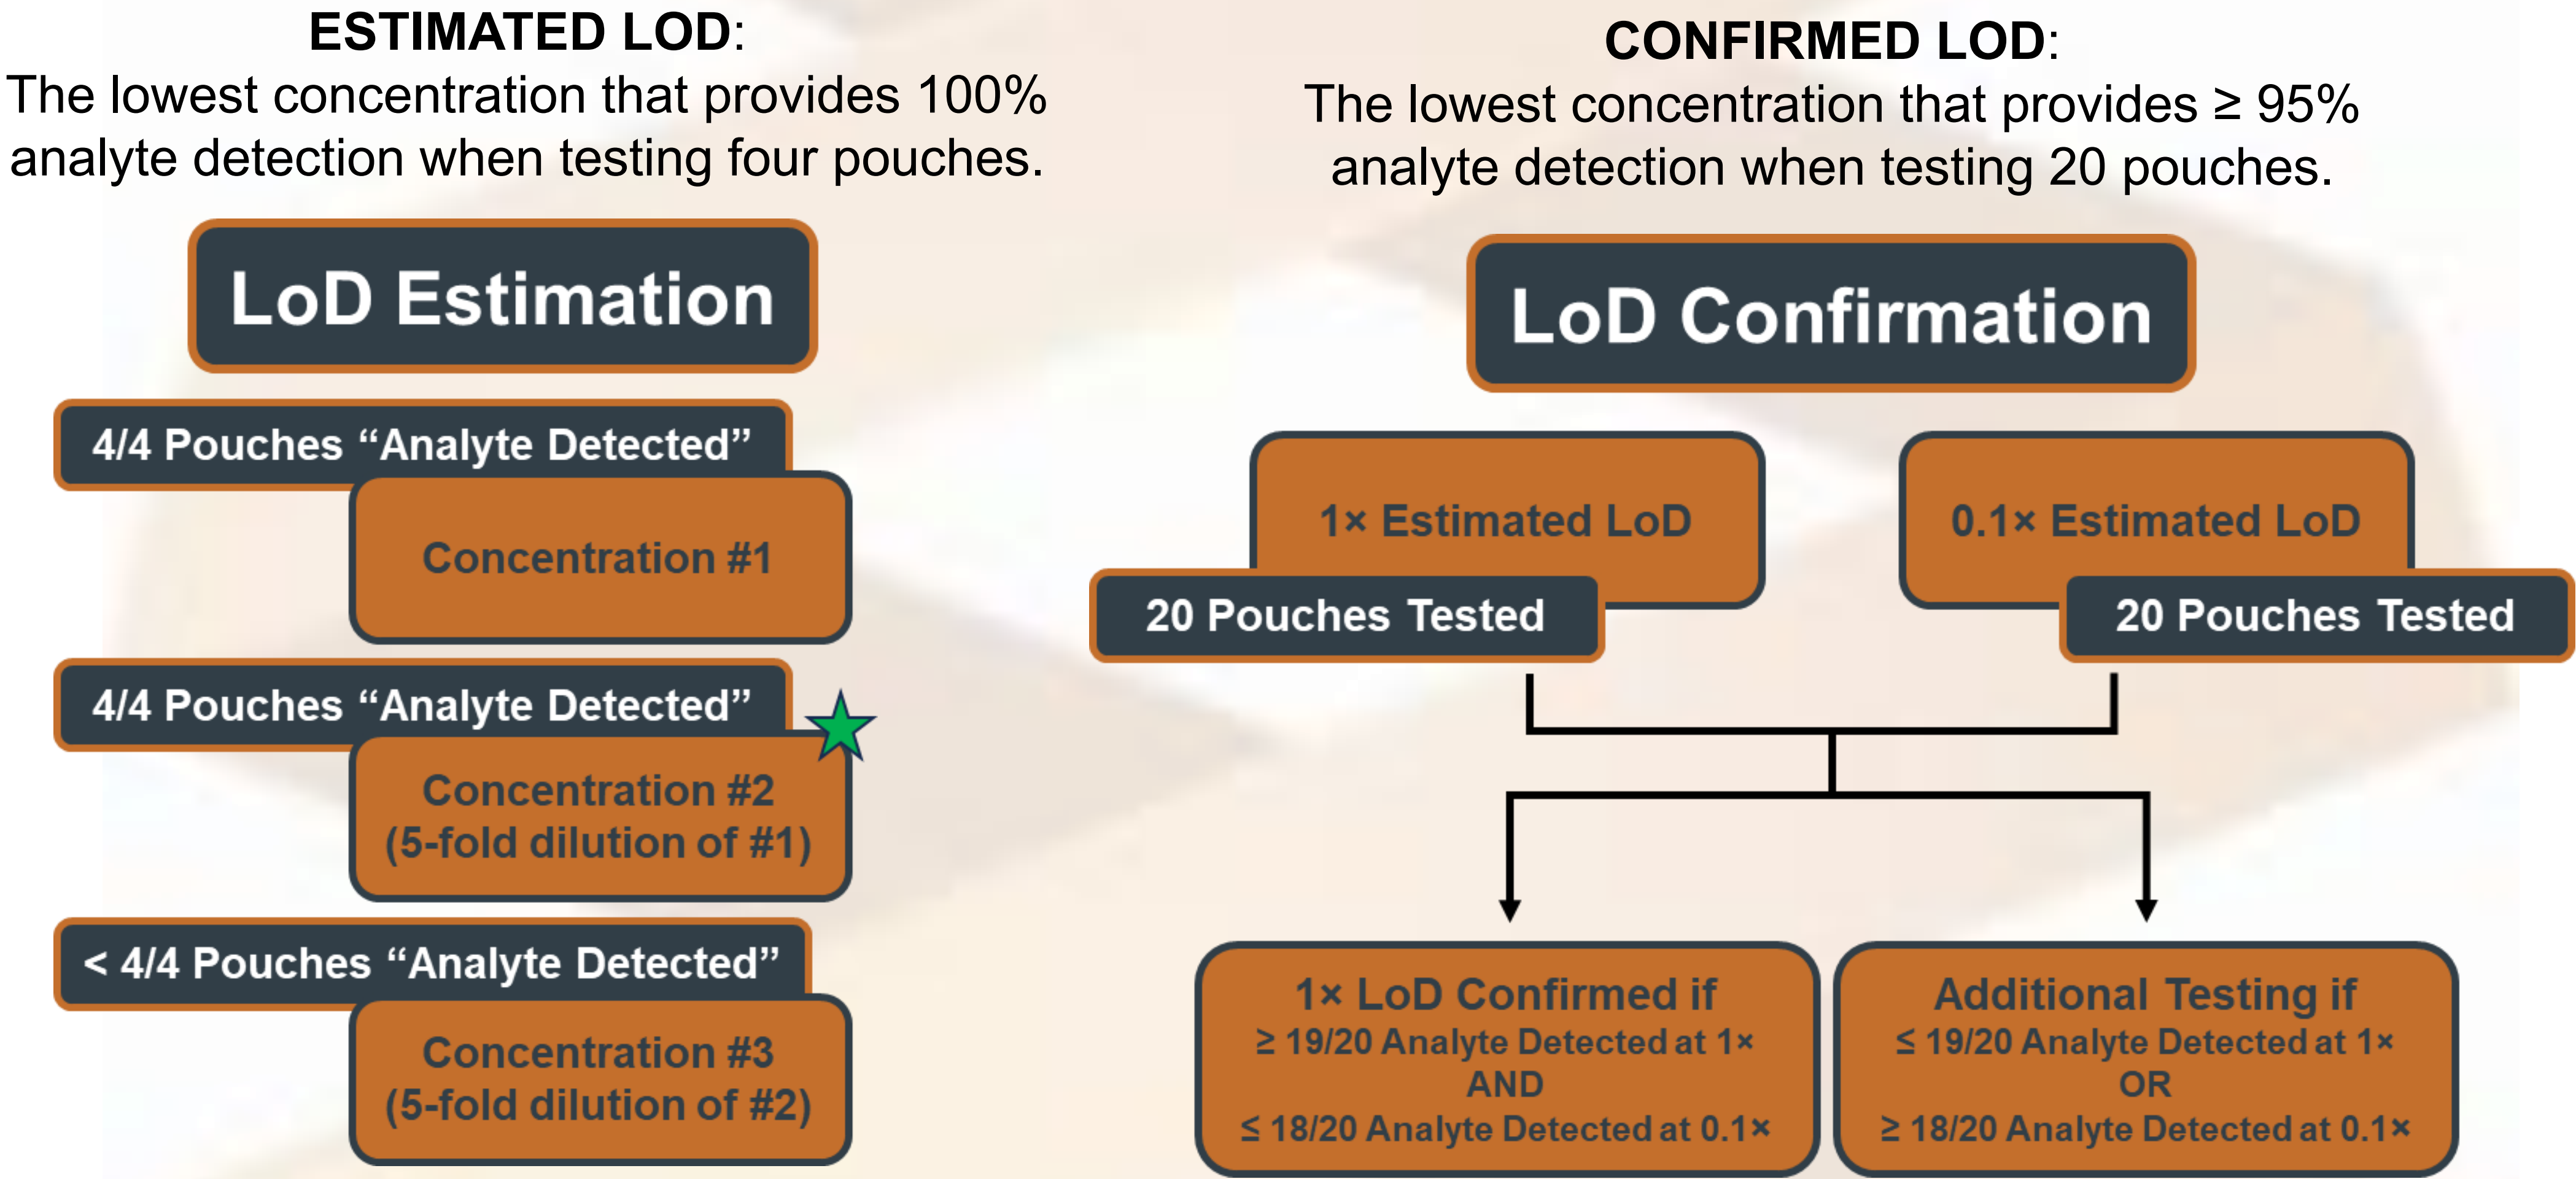 ESTIMATED LOD:
The lowest concentration that provides 100%
analyte detection when testing four pouches.
LoD Estimation
4/4 Pouches “Analyte Detected”
Concentration #1
4/4 Pouches “Analyte Detected”
Concentration #2
(5-fold dilution of #1)
< 4/4 Pouches “Analyte Detected”
Concentration #3
(5-fold dilution of #2)
CONFIRMED LOD:
The lowest concentration that provides ≥ 95%
analyte detection when testing 20 pouches.
LoD Confirmation
1× Estimated LoD
20 Pouches Tested
0.1× Estimated LoD
20 Pouches Tested
1× LoD Confirmed if
≥ 19/20 Analyte Detected at 1×
AND
≤ 18/20 Analyte Detected at 0.1×
Additional Testing if
≤ 19/20 Analyte Detected at 1×
OR
≥ 18/20 Analyte Detected at 0.1×